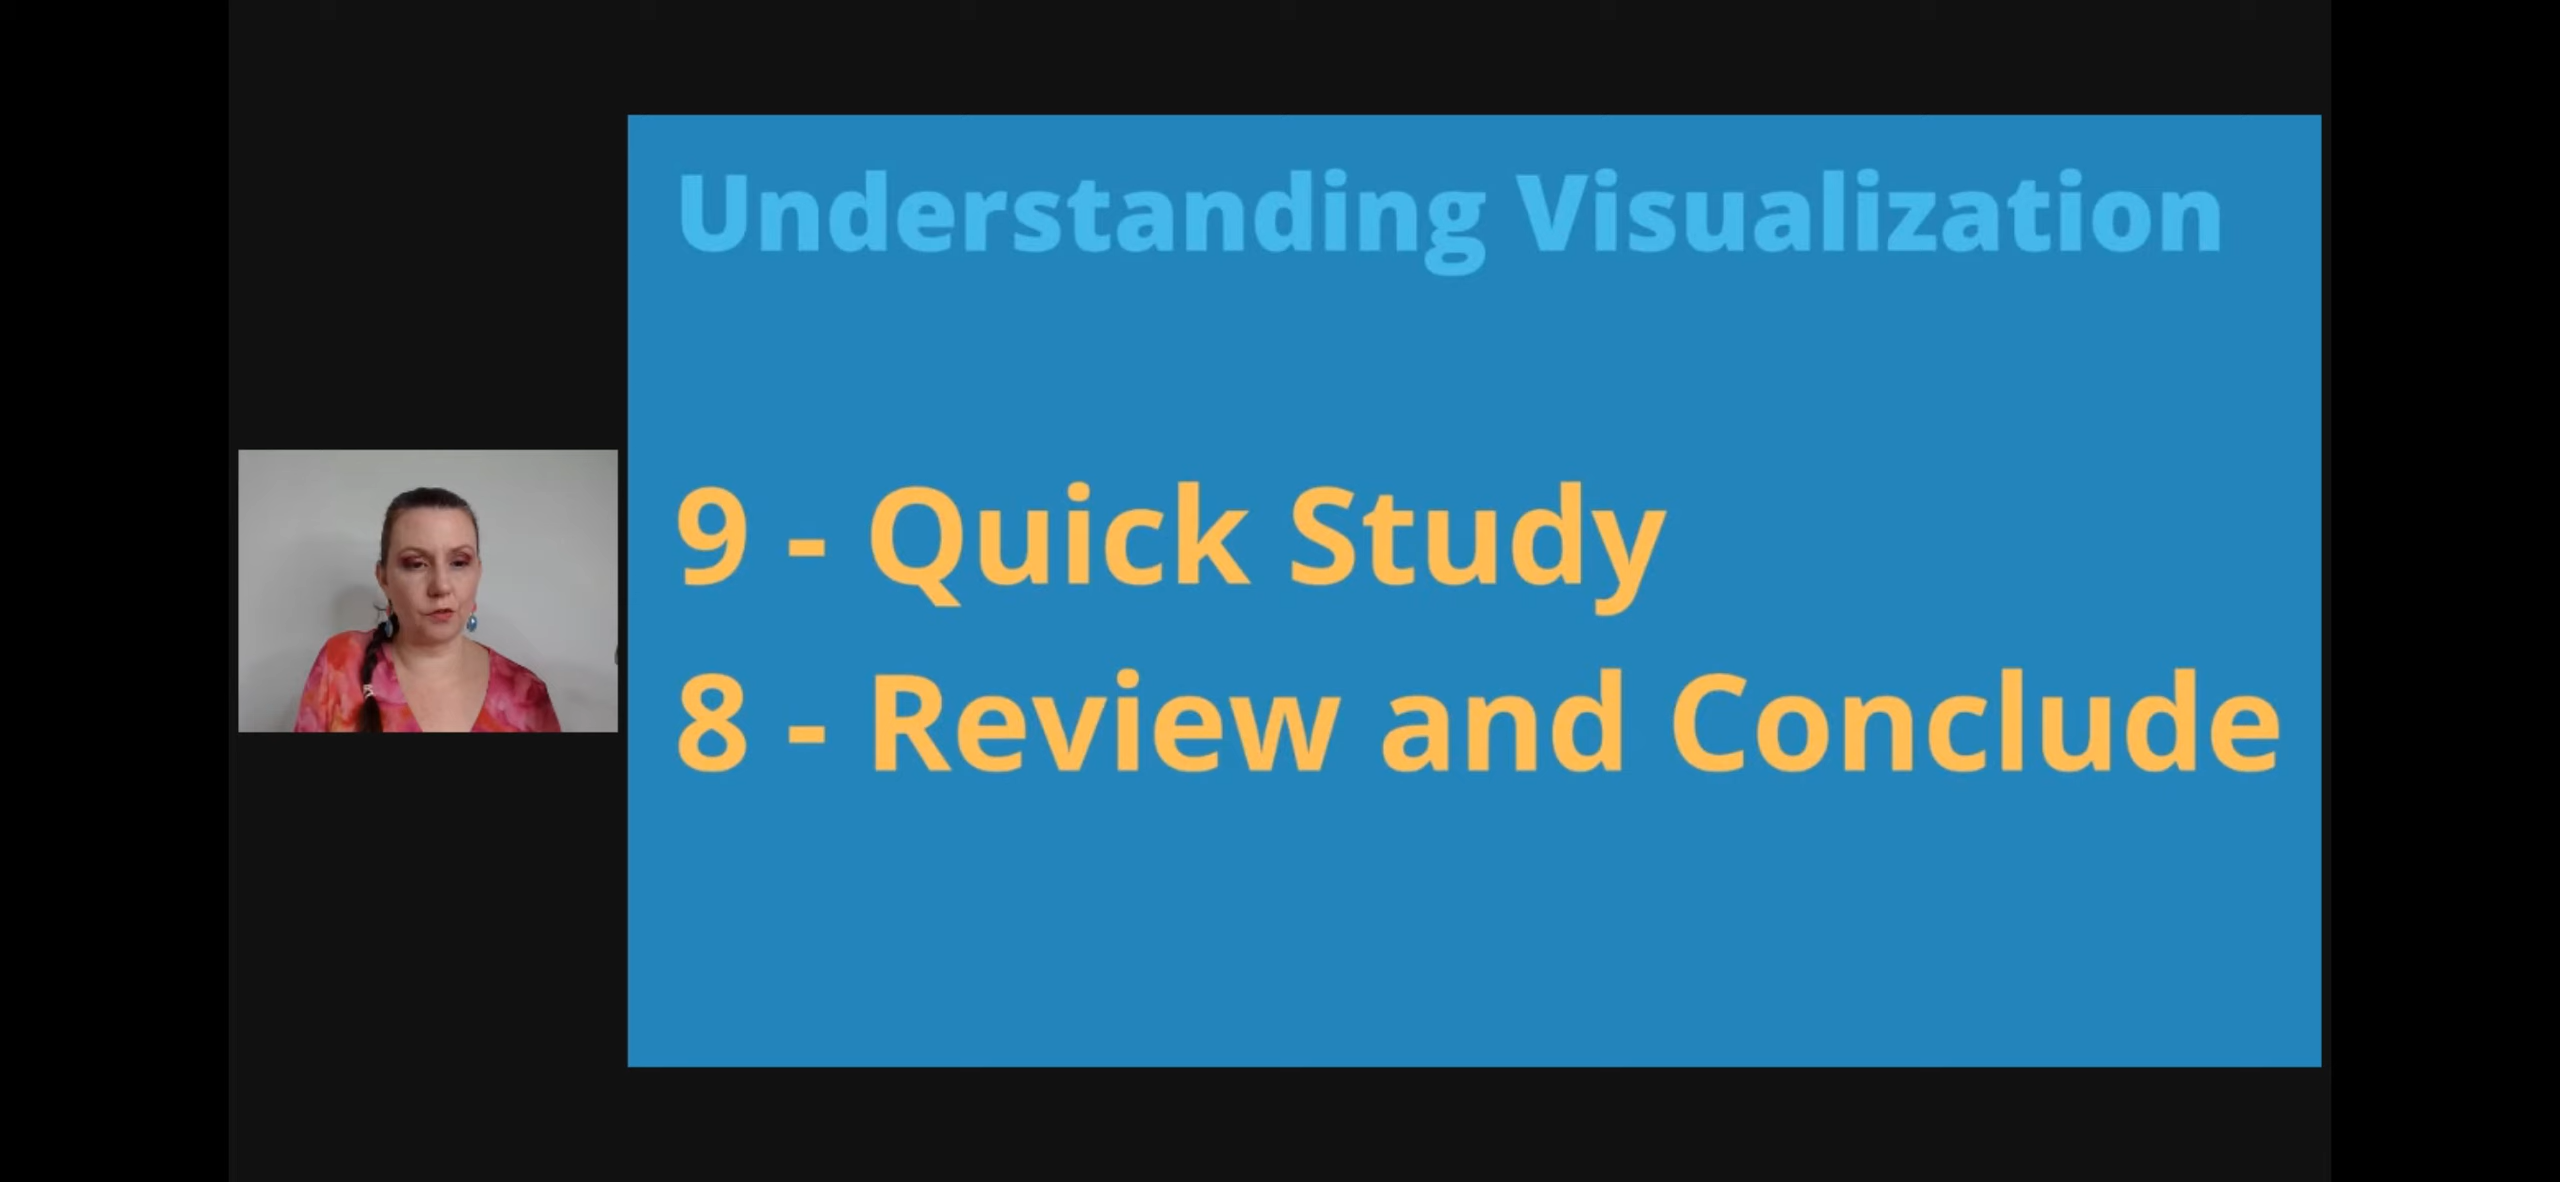 Understanding Visualization
9 - Quick Study
8 - Review and Conclude